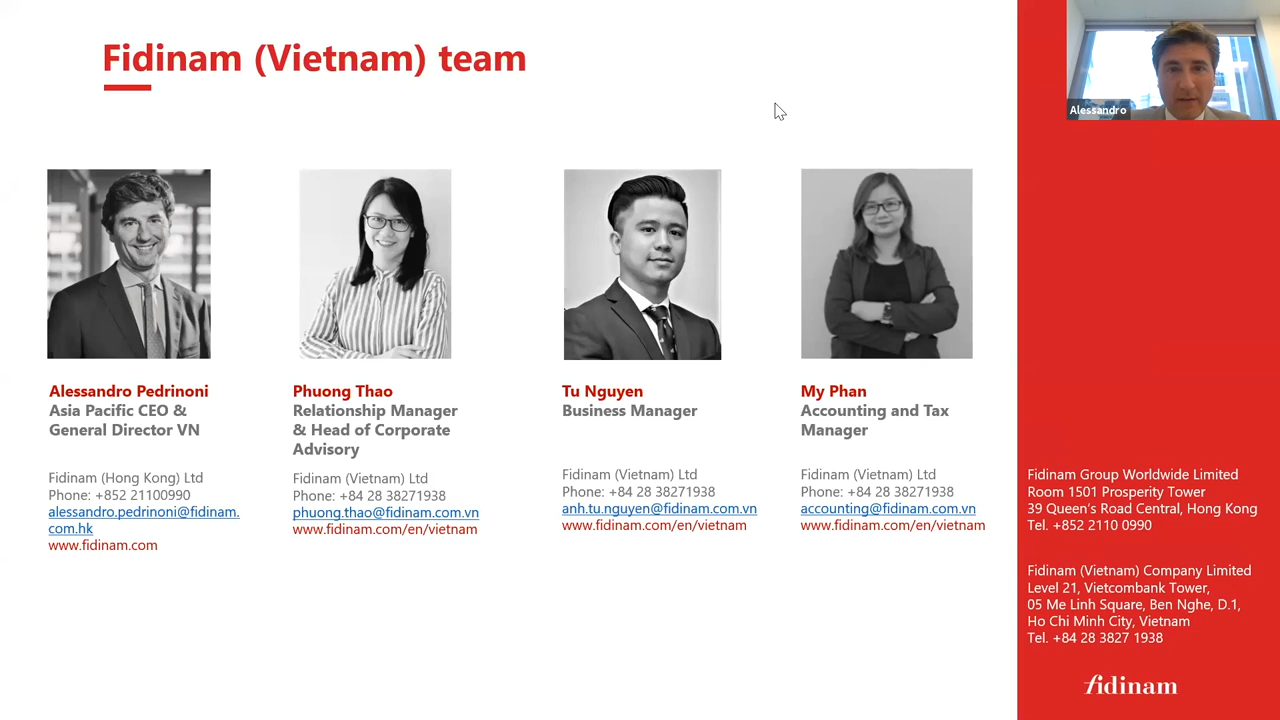 Fidinam (Vietnam) team
Alessandro
Alessandro Pedrinoni
Asia Pacific CEO &
General Director VN
Fidinam (Hong Kong) Ltd
Phone: +852 21100990
alessandro.pedrinoni@fidinam.
com.hk
www.fidinam.com
Phuong Thao
Relationship Manager
& Head of Corporate
Advisory
Fidinam (Vietnam) Ltd
Phone: +84 28 38271938
phuong.thao@fidinam.com.vn
www.fidinam.com/en/vietnam
Tu Nguyen
Business Manager
Fidinam (Vietnam) Ltd
Phone: +84 28 38271938
anh.tu.nguyen@fidinam.com.vn
www.fidinam.com/en/vietnam
My Phan
Accounting and Tax
Manager
Fidinam (Vietnam) Ltd
Phone: +84 28 38271938
accounting@fidinam.com.vn
www.fidinam.com/en/vietnam
Fidinam Group Worldwide Limited
Room 1501 Prosperity Tower
39 Queen's Road Central, Hong Kong
Tel. +852 2110 0990
Fidinam (Vietnam) Company Limited
Level 21, Vietcombank Tower,
05 Me Linh Square, Ben Nghe, D.1,
Ho Chi Minh City, Vietnam
Tel. +84 28 3827 1938
fidinam